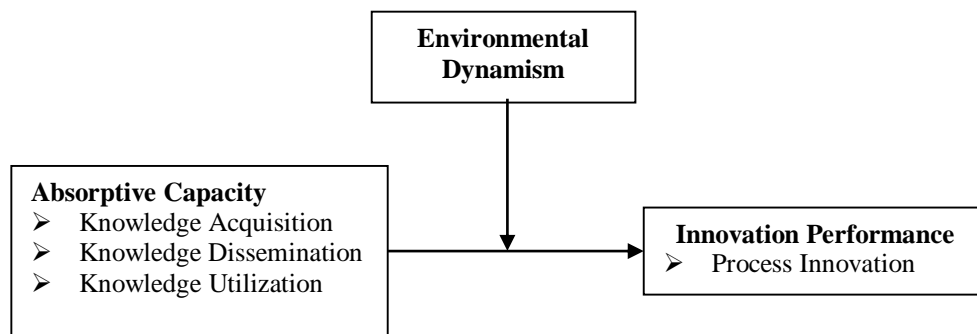 Environmental
Dynamism
Absorptive Capacity
➢ Knowledge Acquisition
➢ Knowledge Dissemination
➢ Knowledge Utilization
Innovation Performance
➢ Process Innovation